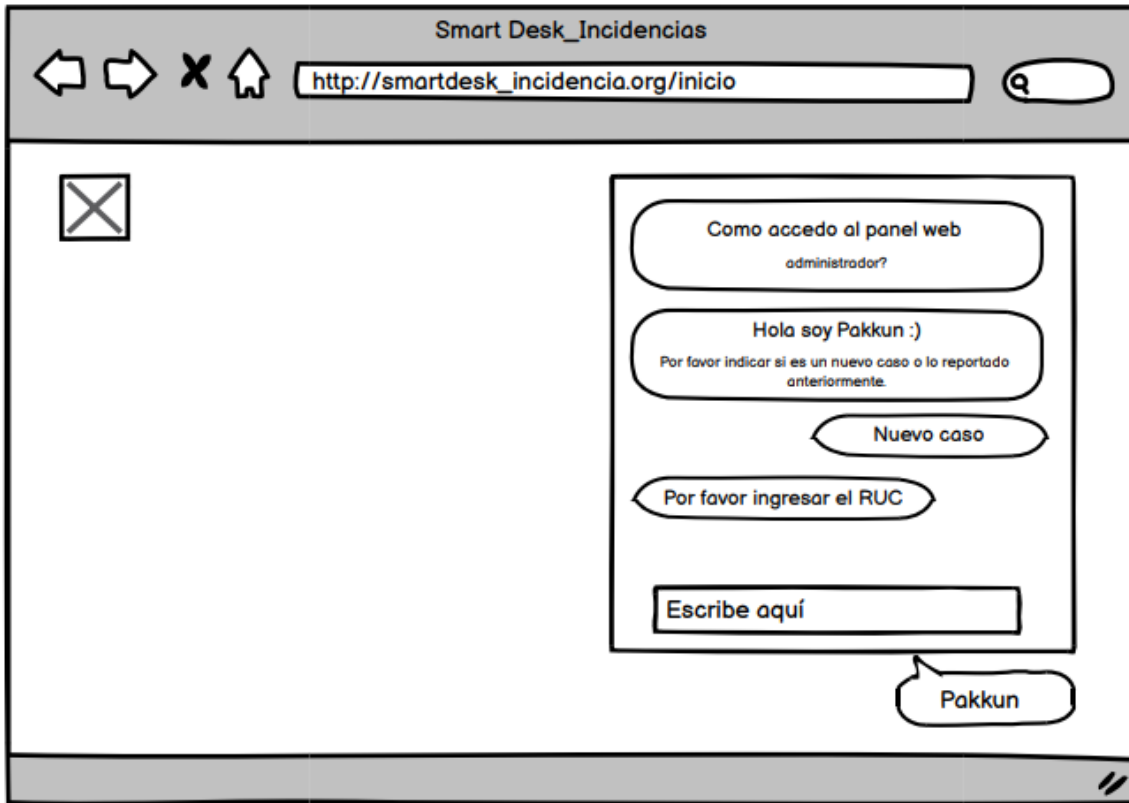 Smart Desk_Incidencias
http://smartdesk_incidencia.org/inicio
Como accedo al panel web
administrador?
Hola soy Pakkun :)
Por favor indicar si es un nuevo caso o lo reportado
anteriormente.
Nuevo caso
Por favor ingresar el RUC
Escribe aquí
Pakkun